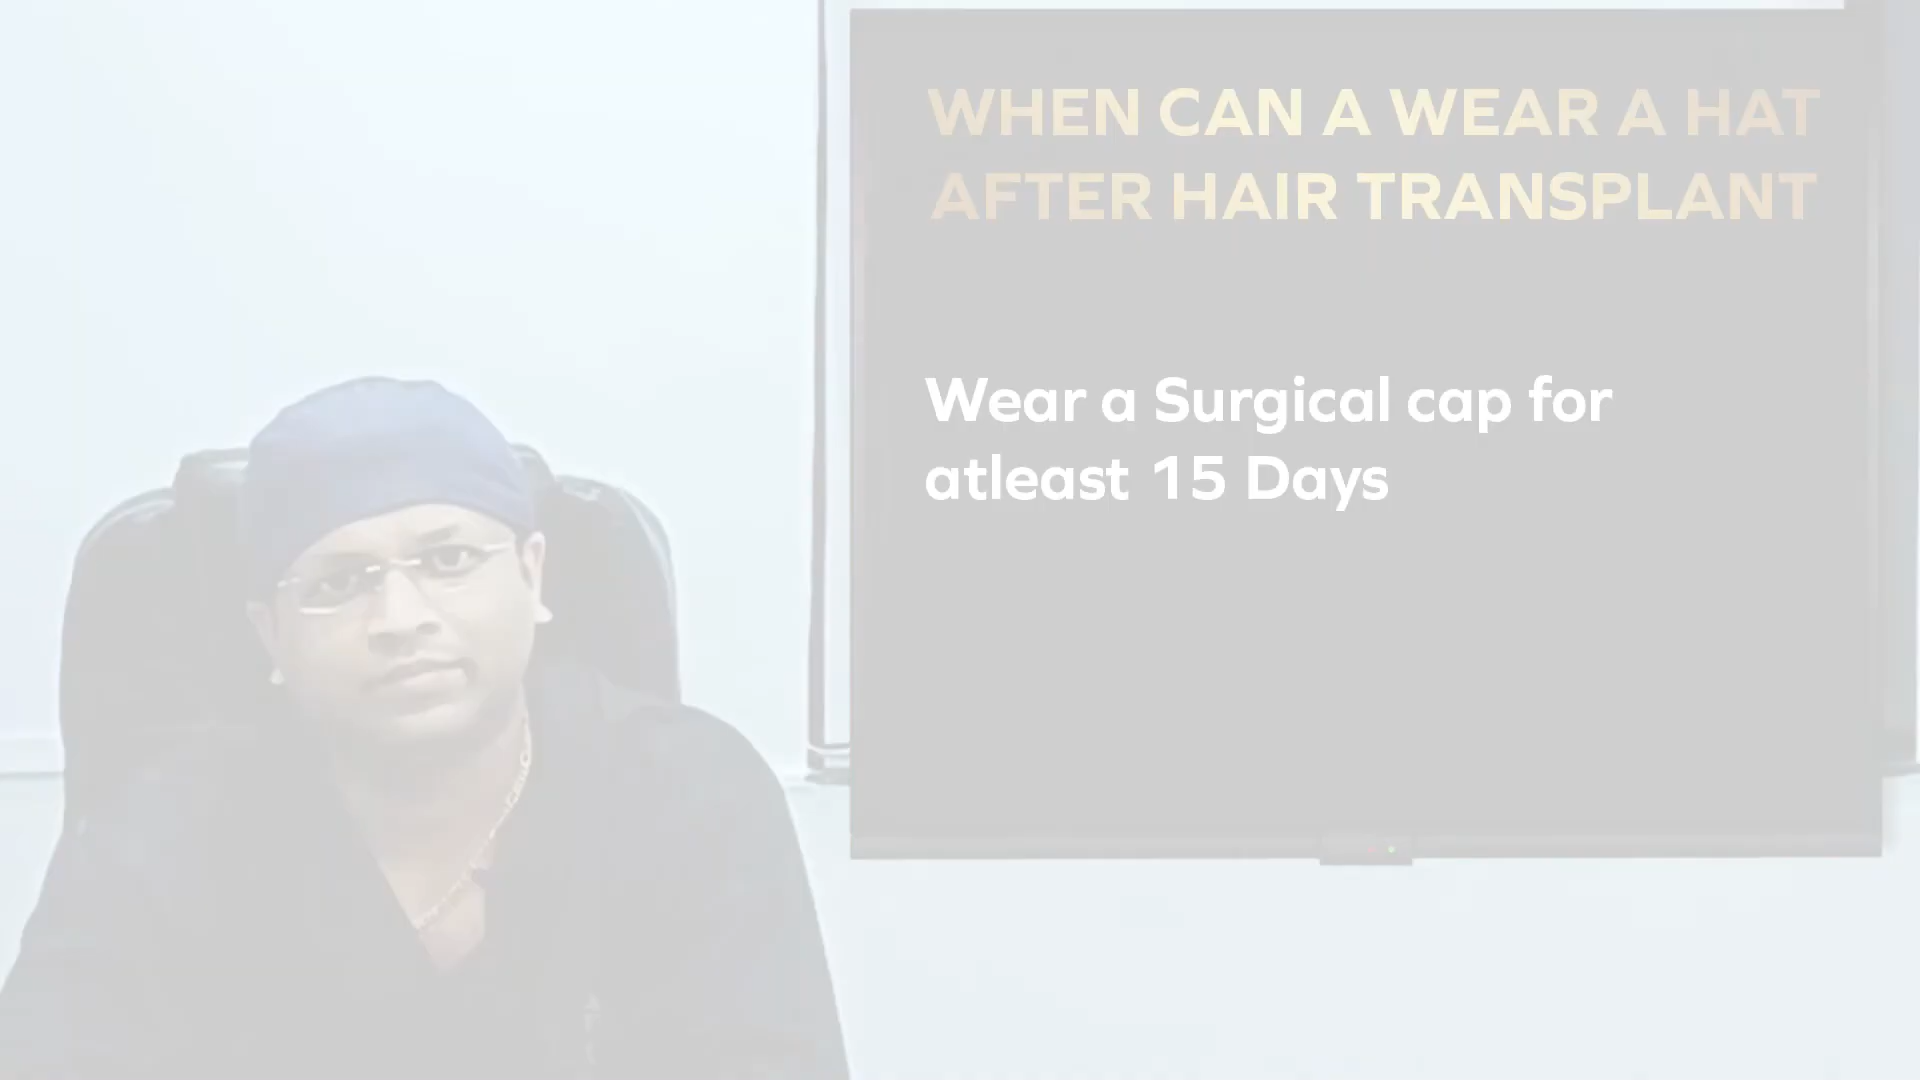 WHEN CAN A WEAR A HAT
AFTER HAIR TRANSPLANT
Wear a Surgical cap for
atleast 15 Days